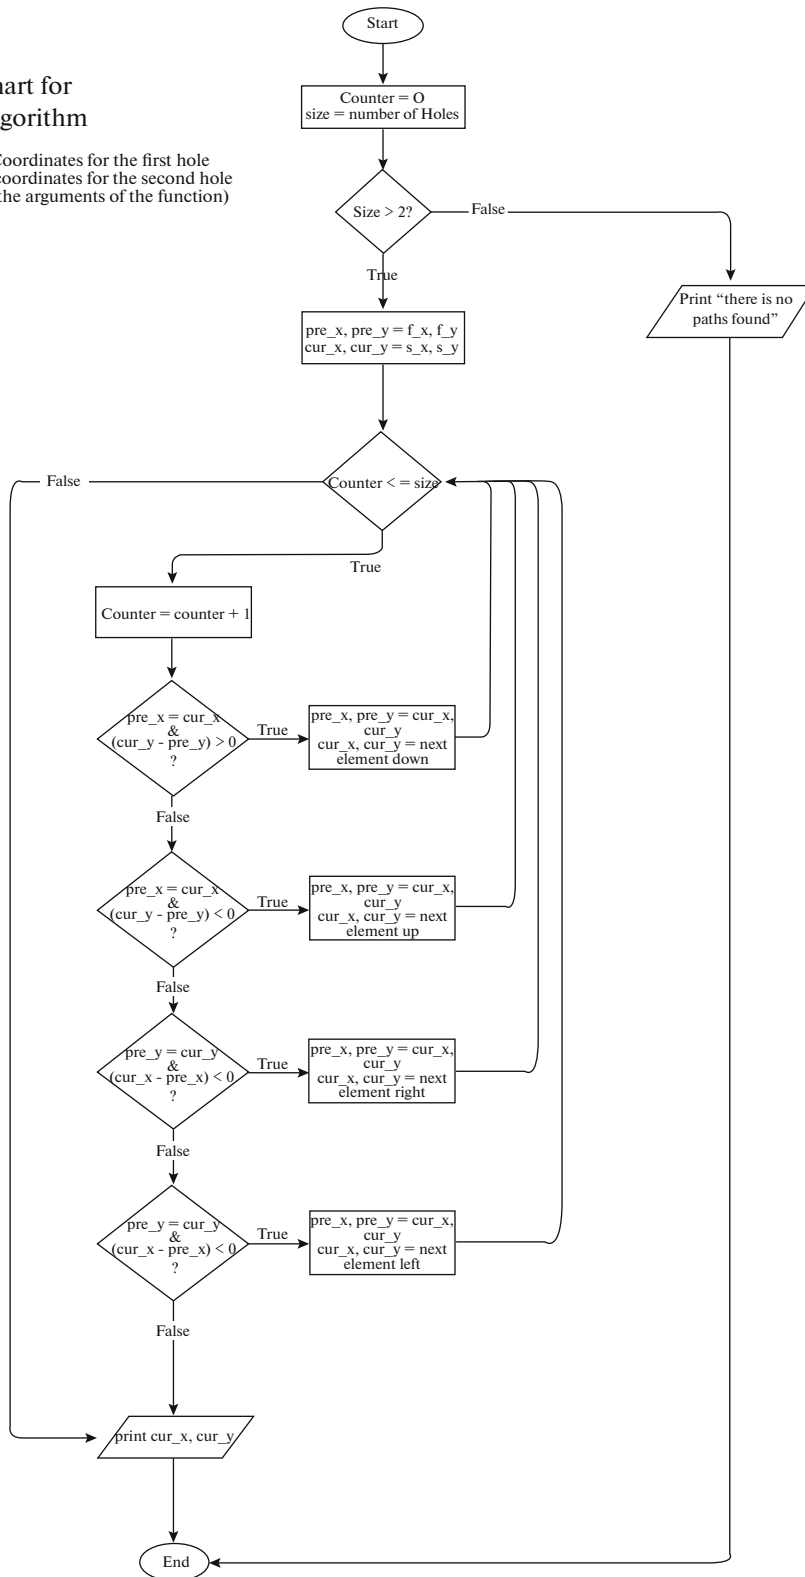 Start
Counter = O
size = number of Holes
for
Coordinates for the first hole
coordinates for the second hole
the arguments of the function)
Size > 2?
False
True
Print “there is no
paths found”
pre_x, pre_y = f_x, f_y
cur_x, cur_y = s_x, s_y
Counter < = size
False
True
Counter = counter + 1
pre_x = cur_x
&
(cur_y - pre_y) > 0
?
True
pre_x, pre_y = cur_x,
cur_y
cur_x, cur_y = next
element down
False
pre_x = cur_x
&
(cur_y - pre_y) < 0
?
True
pre_x, pre_y = cur_x,
cur_y
cur_x, cur_y = next
element up
False
pre_y = cur_y
&
(cur_x - pre_x) < 0
?
True
pre_x, pre_y = cur_x,
cur_y
cur_x, cur_y = next
element right
False
pre_y = cur_y
&
(cur_x - pre_x) < 0
?
True
pre_x, pre_y = cur_x,
cur_y
cur_x, cur_y = next
element left
False
print cur_x, cur_y
End